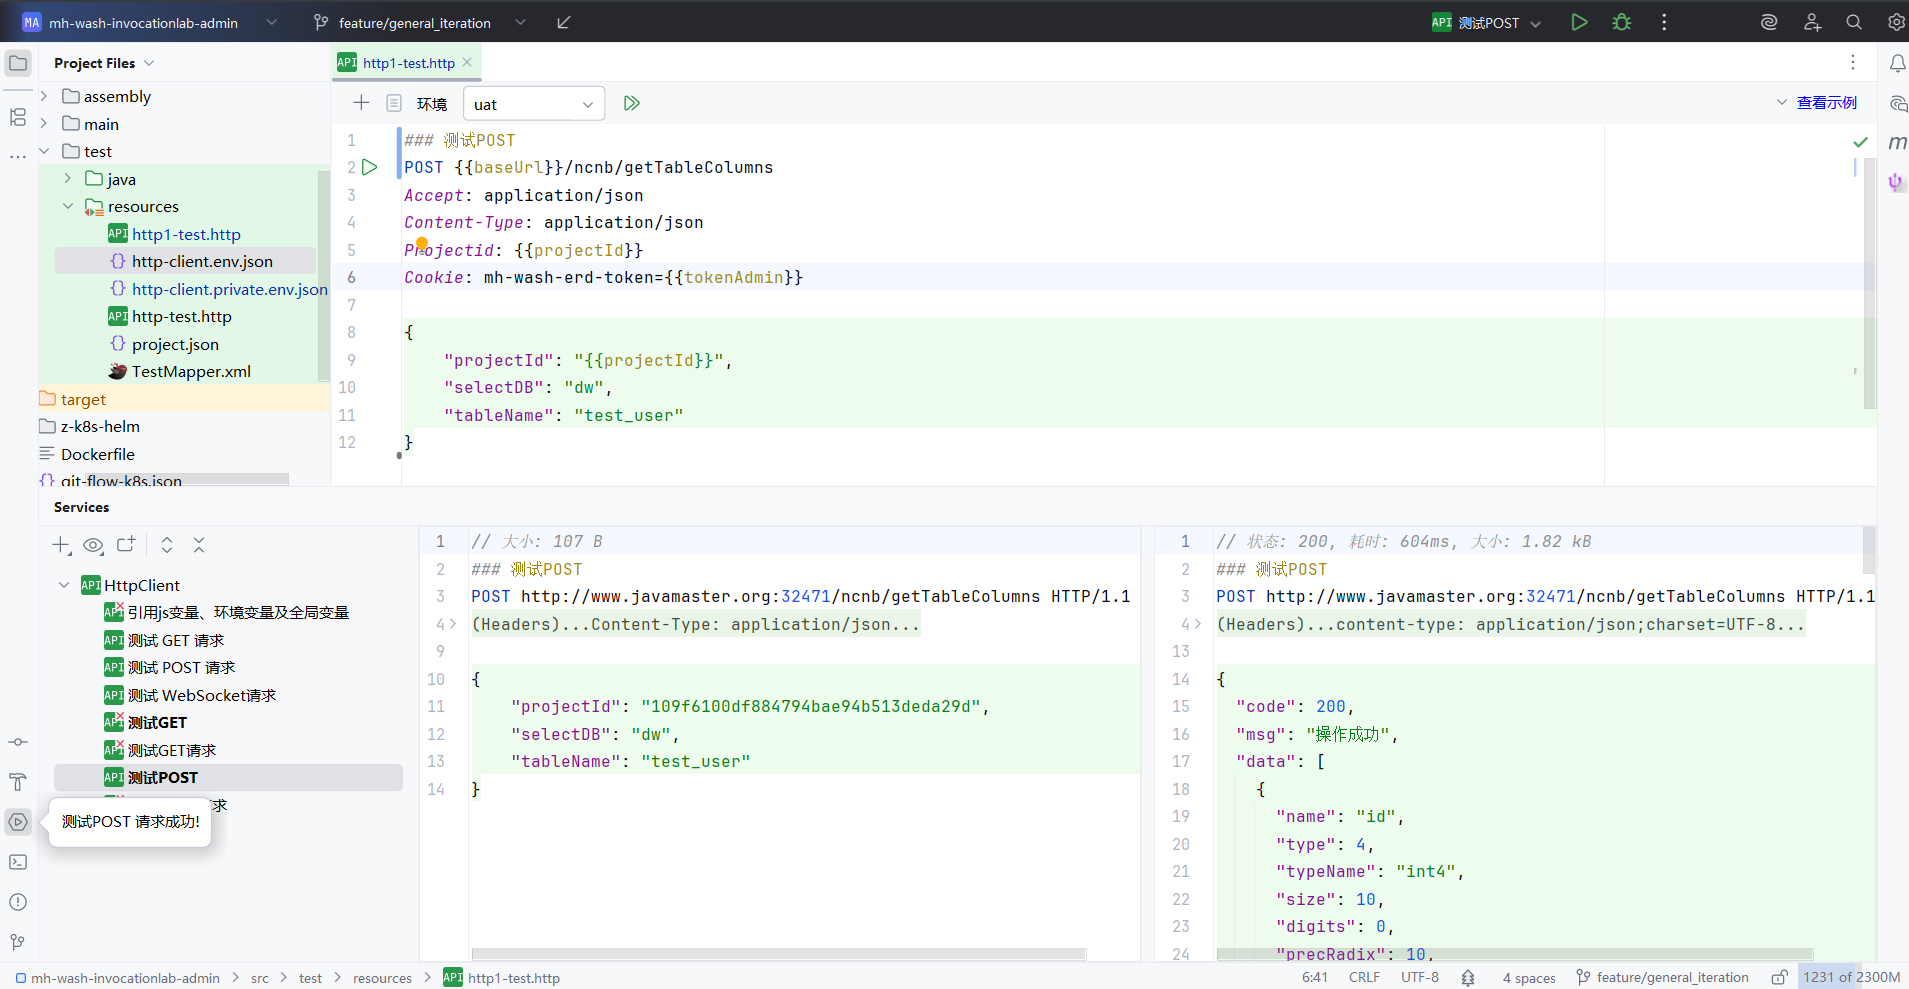 MA mh-wash-invocationlab-admin feature/general_iteration API 测试POST
Project Files
API http1-test.http
assembly
main
test
java
resources
API http1-test.http
{} http-client.env.json
{} http-client.private.env.json
API http-test.http
{} project.json
TestMapper.xml
target
z-k8s-helm
Dockerfile
{} git-flow-k8s.json
环境 uat 查看示例
1 ### 测试POST
2 POST {{baseUrl}}/ncnb/getTableColumns
3 Accept: application/json
4 Content-Type: application/json
5 Projectid: {{projectId}}
6 Cookie: mh-wash-erd-token={{tokenAdmin}}
7
8 {
9 "projectId": "{{projectId}}",
10 "selectDB": "dw",
11 "tableName": "test_user"
12 }
m
Services
API HttpClient
API 引用js变量、环境变量及全局变量
API 测试 GET 请求
API 测试 POST 请求
API 测试 WebSocket请求
API 测试GET
API 测试GET请求
API 测试POST
求
测试POST 请求成功!
1 // 大小: 107 B
2 ### 测试POST
3 POST http://www.javamaster.org:32471/ncnb/getTableColumns HTTP/1.1
4 (Headers)...Content-Type: application/json...
9
10 {
11 "projectId": "109f6100df884794bae94b513deda29d",
12 "selectDB": "dw",
13 "tableName": "test_user"
14 }
1 // 状态: 200, 耗时: 604ms, 大小: 1.82 kB
2 ### 测试POST
3 POST http://www.javamaster.org:32471/ncnb/getTableColumns HTTP/1.1
4 (Headers)...content-type: application/json;charset=UTF-8...
13
14 {
15 "code": 200,
16 "msg": "操作成功",
17 "data": [
18 {
19 "name": "id",
20 "type": 4,
21 "typeName": "int4",
22 "size": 10,
23 "digits": 0,
24 "precRadix": 10,
mh-wash-invocationlab-admin > src > test > resources > API http1-test.http 6:41 CRLF UTF-8 4 spaces feature/general_iteration 1231 of 2300M